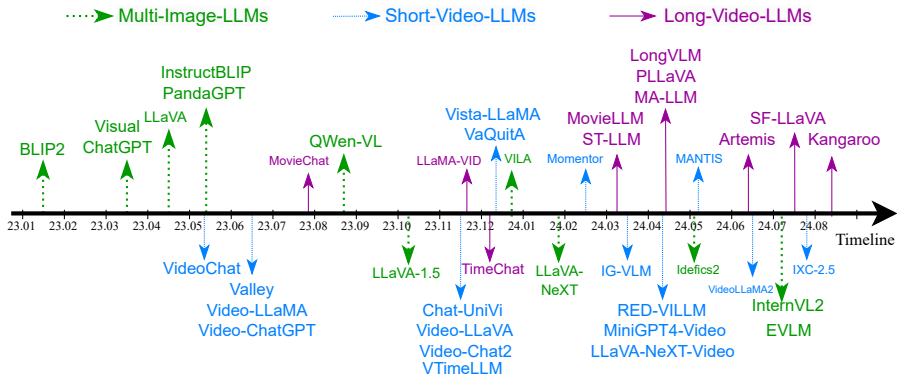 Multi-Image-LLMs
Short-Video-LLMs
Long-Video-LLMs
BLIP2
Visual
ChatGPT
LLaVA
InstructBLIP
PandaGPT
MovieChat
QWen-VL
LLaMA-VID
Vista-LLaMA
VaQuitA
VILA
Momentor
MovieLLM
ST-LLM
LongVLM
PLLaVA
MA-LLM
MANTIS
Artemis
SF-LLaVA
Kangaroo
23.01 23.02 23.03 23.04 23.05 23.06 23.07 23.08 23.09 23.10 23.11 23.12 24.01 24.02 24.03 24.04 24.05 24.06 24.07 24.08
Timeline
VideoChat
Valley
Video-LLaMA
Video-ChatGPT
LLaVA-1.5
Chat-UniVi
Video-LLaVA
Video-Chat2
VTimeLLM
TimeChat
LLaVA-
NeXT
IG-VLM
RED-VILLM
MiniGPT4-Video
LLaVA-NeXT-Video
Idefics2
VideoLLaMA2
InternVL2
EVLM
IXC-2.5